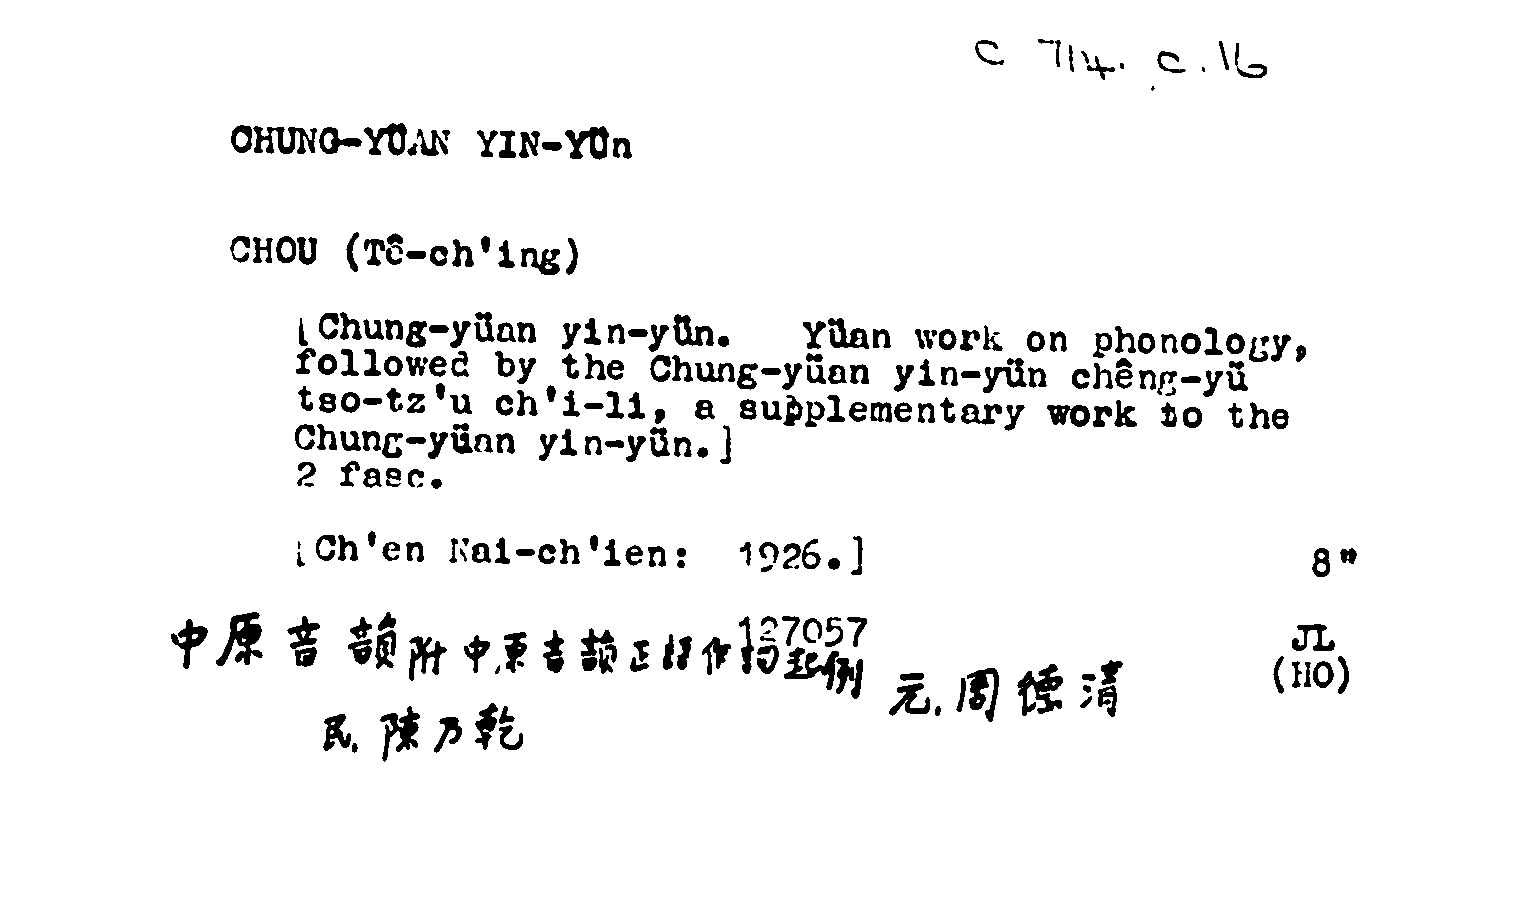 C 714. c.16
CHUNG-YÜAN YIN-YÜn
CHOU (Tê-ch'ing)
[Chung-yüan yin-yün. Yüan work on phonology,
followed by the Chung-yüan yin-yün chêng-yü
tso-tz'u ch'i-li, a supplementary work to the
Chung-yüan yin-yün.]
2 fasc.
[Ch'en Nai-ch'ien: 1926.] 8"
127057 JL
中原音韻附中原音韻正語作詞起例 (HO)
元.周德清
民.陳乃乾